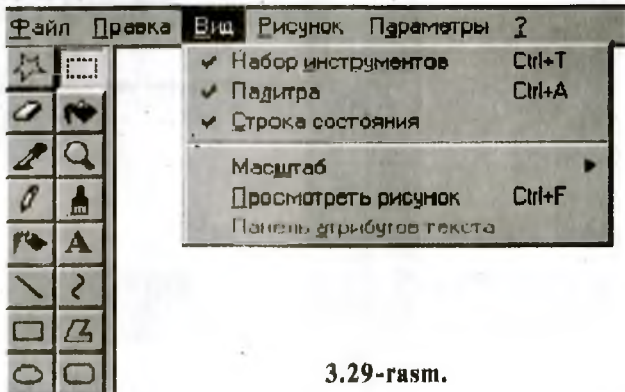 Файл Правка Вид Рисунок Параметры ?
Набор инструментов Ctrl+T
Палитра Ctrl+A
Строка состояния
Масштаб
Просмотреть рисунок Ctrl+F
Панель атрибутов текста
A
3.29-rasm.